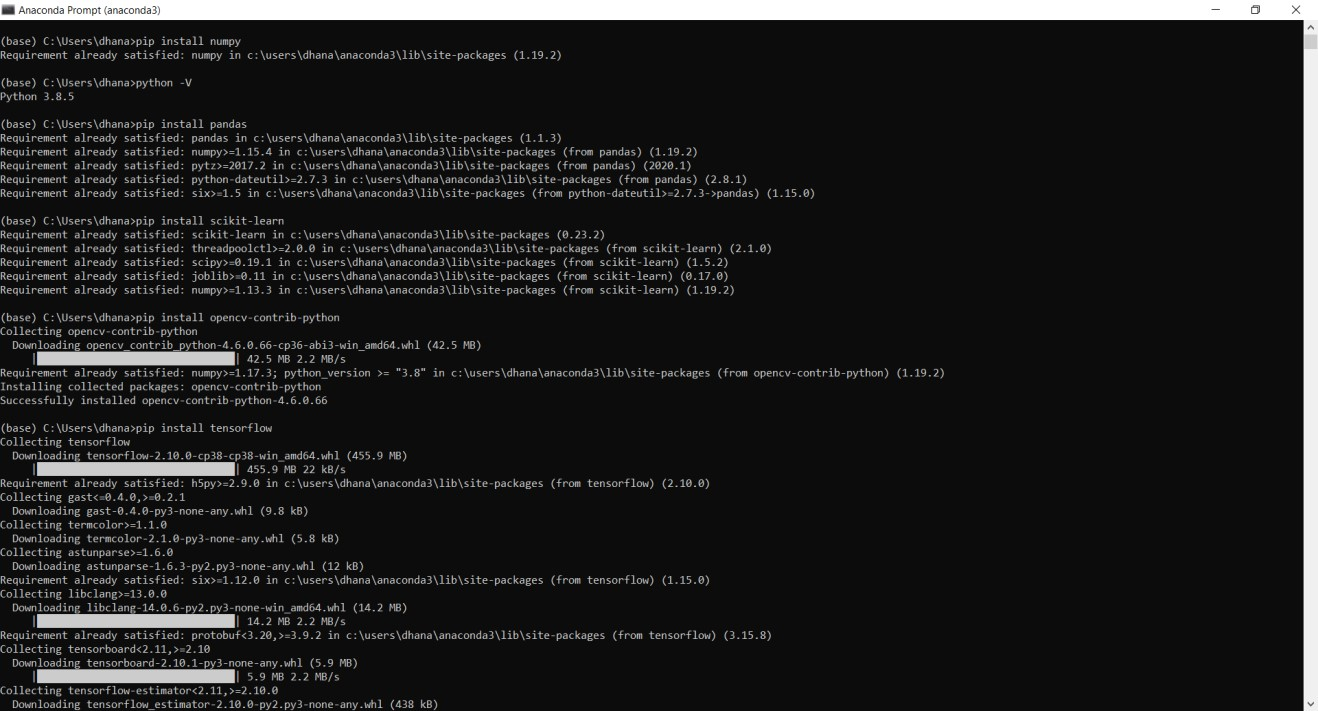 Anaconda Prompt (anaconda3)
(base) C:\Users\dhana>pip install numpy
Requirement already satisfied: numpy in c:\users\dhana\anaconda3\lib\site-packages (1.19.2)
(base) C:\Users\dhana>python -V
Python 3.8.5
(base) C:\Users\dhana>pip install pandas
Requirement already satisfied: pandas in c:\users\dhana\anaconda3\lib\site-packages (1.1.3)
Requirement already satisfied: numpy>=1.15.4 in c:\users\dhana\anaconda3\lib\site-packages (from pandas) (1.19.2)
Requirement already satisfied: pytz>=2017.2 in c:\users\dhana\anaconda3\lib\site-packages (from pandas) (2020.1)
Requirement already satisfied: python-dateutil>=2.7.3 in c:\users\dhana\anaconda3\lib\site-packages (from pandas) (2.8.1)
Requirement already satisfied: six>=1.5 in c:\users\dhana\anaconda3\lib\site-packages (from python-dateutil>=2.7.3->pandas) (1.15.0)
(base) C:\Users\dhana>pip install scikit-learn
Requirement already satisfied: scikit-learn in c:\users\dhana\anaconda3\lib\site-packages (0.23.2)
Requirement already satisfied: threadpoolctl>=2.0.0 in c:\users\dhana\anaconda3\lib\site-packages (from scikit-learn) (2.1.0)
Requirement already satisfied: scipy>=0.19.1 in c:\users\dhana\anaconda3\lib\site-packages (from scikit-learn) (1.5.2)
Requirement already satisfied: joblib>=0.11 in c:\users\dhana\anaconda3\lib\site-packages (from scikit-learn) (0.17.0)
Requirement already satisfied: numpy>=1.13.3 in c:\users\dhana\anaconda3\lib\site-packages (from scikit-learn) (1.19.2)
(base) C:\Users\dhana>pip install opencv-contrib-python
Collecting opencv-contrib-python
Downloading opencv_contrib_python-4.6.0.66-cp36-abi3-win_amd64.whl (42.5 MB)
| | 42.5 MB 2.2 MB/s
Requirement already satisfied: numpy>=1.17.3; python_version >= "3.8" in c:\users\dhana\anaconda3\lib\site-packages (from opencv-contrib-python) (1.19.2)
Installing collected packages: opencv-contrib-python
Successfully installed opencv-contrib-python-4.6.0.66
(base) C:\Users\dhana>pip install tensorflow
Collecting tensorflow
Downloading tensorflow-2.10.0-cp38-cp38-win_amd64.whl (455.9 MB)
| | 455.9 MB 22 kB/s
Requirement already satisfied: h5py>=2.9.0 in c:\users\dhana\anaconda3\lib\site-packages (from tensorflow) (2.10.0)
Collecting gast<=0.4.0,>=0.2.1
Downloading gast-0.4.0-py3-none-any.whl (9.8 kB)
Collecting termcolor>=1.1.0
Downloading termcolor-2.1.0-py3-none-any.whl (5.8 kB)
Collecting astunparse>=1.6.0
Downloading astunparse-1.6.3-py2.py3-none-any.whl (12 kB)
Requirement already satisfied: six>=1.12.0 in c:\users\dhana\anaconda3\lib\site-packages (from tensorflow) (1.15.0)
Collecting libclang>=13.0.0
Downloading libclang-14.0.6-py2.py3-none-win_amd64.whl (14.2 MB)
| | 14.2 MB 2.2 MB/s
Requirement already satisfied: protobuf<3.20,>=3.9.2 in c:\users\dhana\anaconda3\lib\site-packages (from tensorflow) (3.15.8)
Collecting tensorboard<2.11,>=2.10
Downloading tensorboard-2.10.1-py3-none-any.whl (5.9 MB)
| | 5.9 MB 2.2 MB/s
Collecting tensorflow-estimator<2.11,>=2.10.0
Downloading tensorflow_estimator-2.10.0-py2.py3-none-any.whl (438 kB)